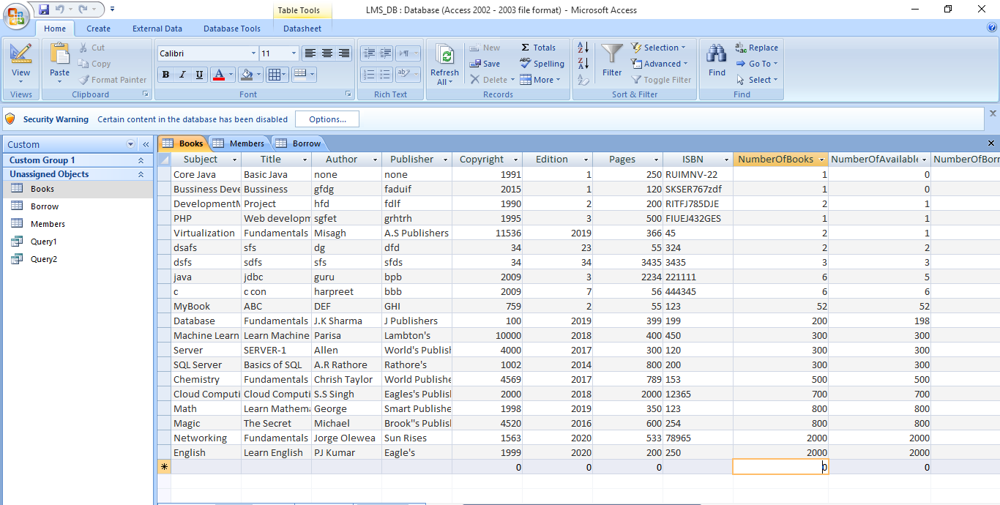 Table Tools LMS_DB : Database (Access 2002 - 2003 file format) - Microsoft Access
Home Create External Data Database Tools Datasheet
View
Views
Paste
Cut
Copy
Format Painter
Clipboard
Calibri 11
B I U A
Font
Rich Text
Refresh All
New
Save
Delete
Totals
Spelling
More
Records
Filter
Selection
Advanced
Toggle Filter
Sort & Filter
Find
Replace
Go To
Select
Find
Security Warning Certain content in the database has been disabled Options...
Custom
Custom Group 1
Unassigned Objects
Books
Borrow
Members
Query1
Query2
Books Members Borrow
Subject Title Author Publisher Copyright Edition Pages ISBN NumberOfBooks NumberOfAvailable NumberOfBorr
Core Java Basic Java none none 1991 1 250 RUIMNV-22 1 0
Bussiness Deve Bussiness gfdg faduif 2015 1 120 SKSER767zdf 1 0
DevelopmentM Project hfd fdlf 1990 2 200 RITFJ785DJE 2 1
PHP Web developm sgfet grhtrh 1995 3 500 FIUEJ432GES 1 1
Virtualization Fundamentals Misagh A.S Publishers 11536 2019 366 45 2 1
dsafs sfs dg dfd 34 23 55 324 2 2
dsfs sdfs sfs sfds 34 34 3435 3435 3 3
java jdbc guru bpb 2009 3 2234 221111 6 5
c c con harpreet bbb 2009 7 56 444345 6 6
MyBook ABC DEF GHI 759 2 55 123 52 52
Database Fundamentals J.K Sharma J Publishers 100 2019 399 199 200 198
Machine Learn Learn Machine Parisa Lambton's 10000 2018 400 450 300 300
Server SERVER-1 Allen World's Publish 4000 2017 300 120 300 300
SQL Server Basics of SQL A.R Rathore Rathore's 1002 2014 800 200 300 300
Chemistry Fundamentals Chrish Taylor World Publishe 4569 2017 789 153 500 500
Cloud Computi Cloud Computi S.S Singh Eagles's Publish 2000 2018 2000 12365 700 700
Math Learn Mathema George Smart Publishe 1998 2019 350 123 800 800
Magic The Secret Michael Brook"s Publish 4520 2016 600 254 800 800
Networking Fundamentals Jorge Olewea Sun Rises 1563 2020 533 78965 2000 2000
English Learn English PJ Kumar Eagle's 1999 2020 200 250 2000 2000
0 0 0 0 0